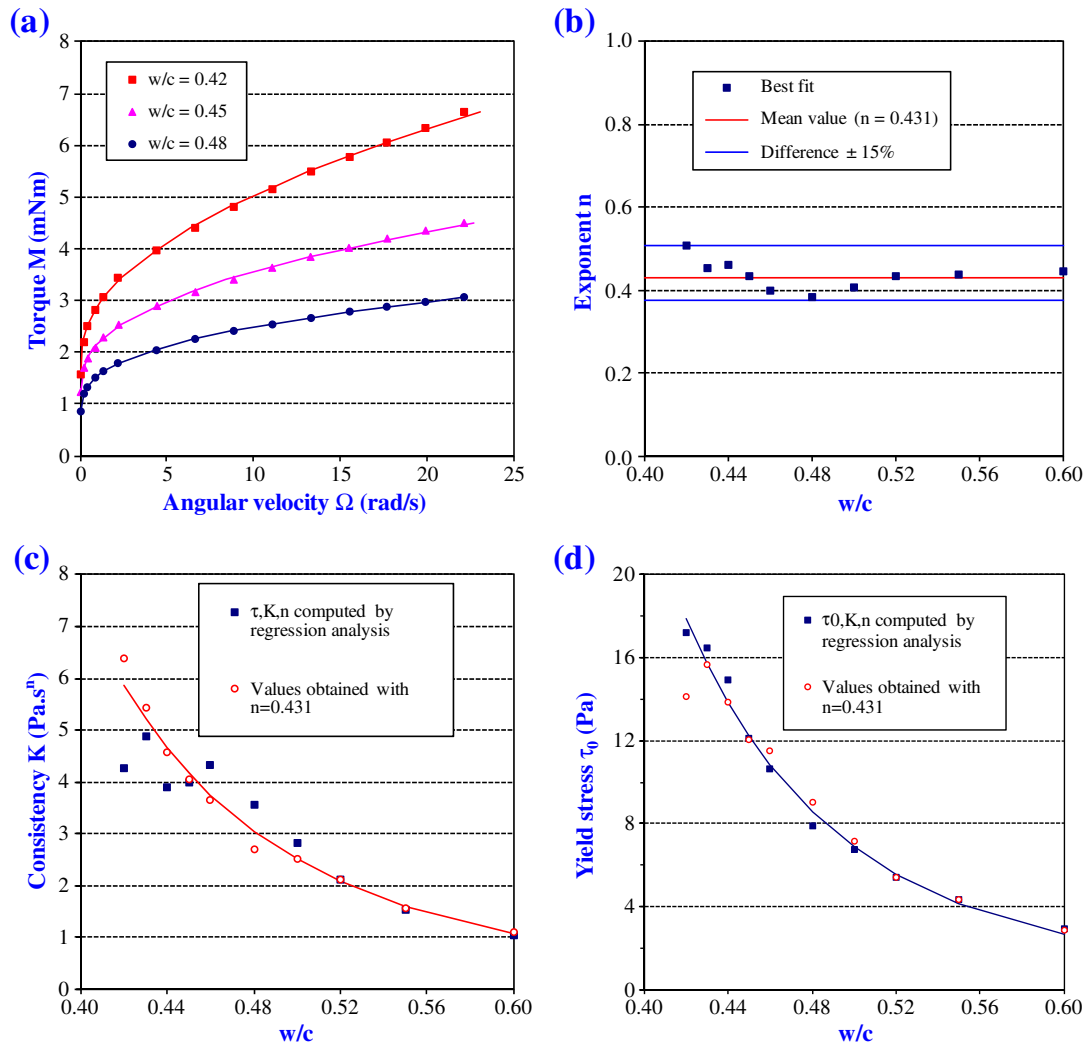 (a)
8
7
6
5
4
3
2
1
0
Torque M (mNm)
w/c = 0.42
w/c = 0.45
w/c = 0.48
0 5 10 15 20 25
Angular velocity Ω (rad/s)
(b)
1.0
0.8
0.6
0.4
0.2
0.0
Exponent n
Best fit
Mean value (n = 0.431)
Difference ± 15%
0.40 0.44 0.48 0.52 0.56 0.60
w/c
(c)
8
7
6
5
4
3
2
1
0
Consistency K (Pa.sⁿ)
τ,K,n computed by
regression analysis
Values obtained with
n=0.431
0.40 0.44 0.48 0.52 0.56 0.60
w/c
(d)
20
16
12
8
4
0
Yield stress τ₀ (Pa)
τ0,K,n computed by
regression analysis
Values obtained with
n=0.431
0.40 0.44 0.48 0.52 0.56 0.60
w/c